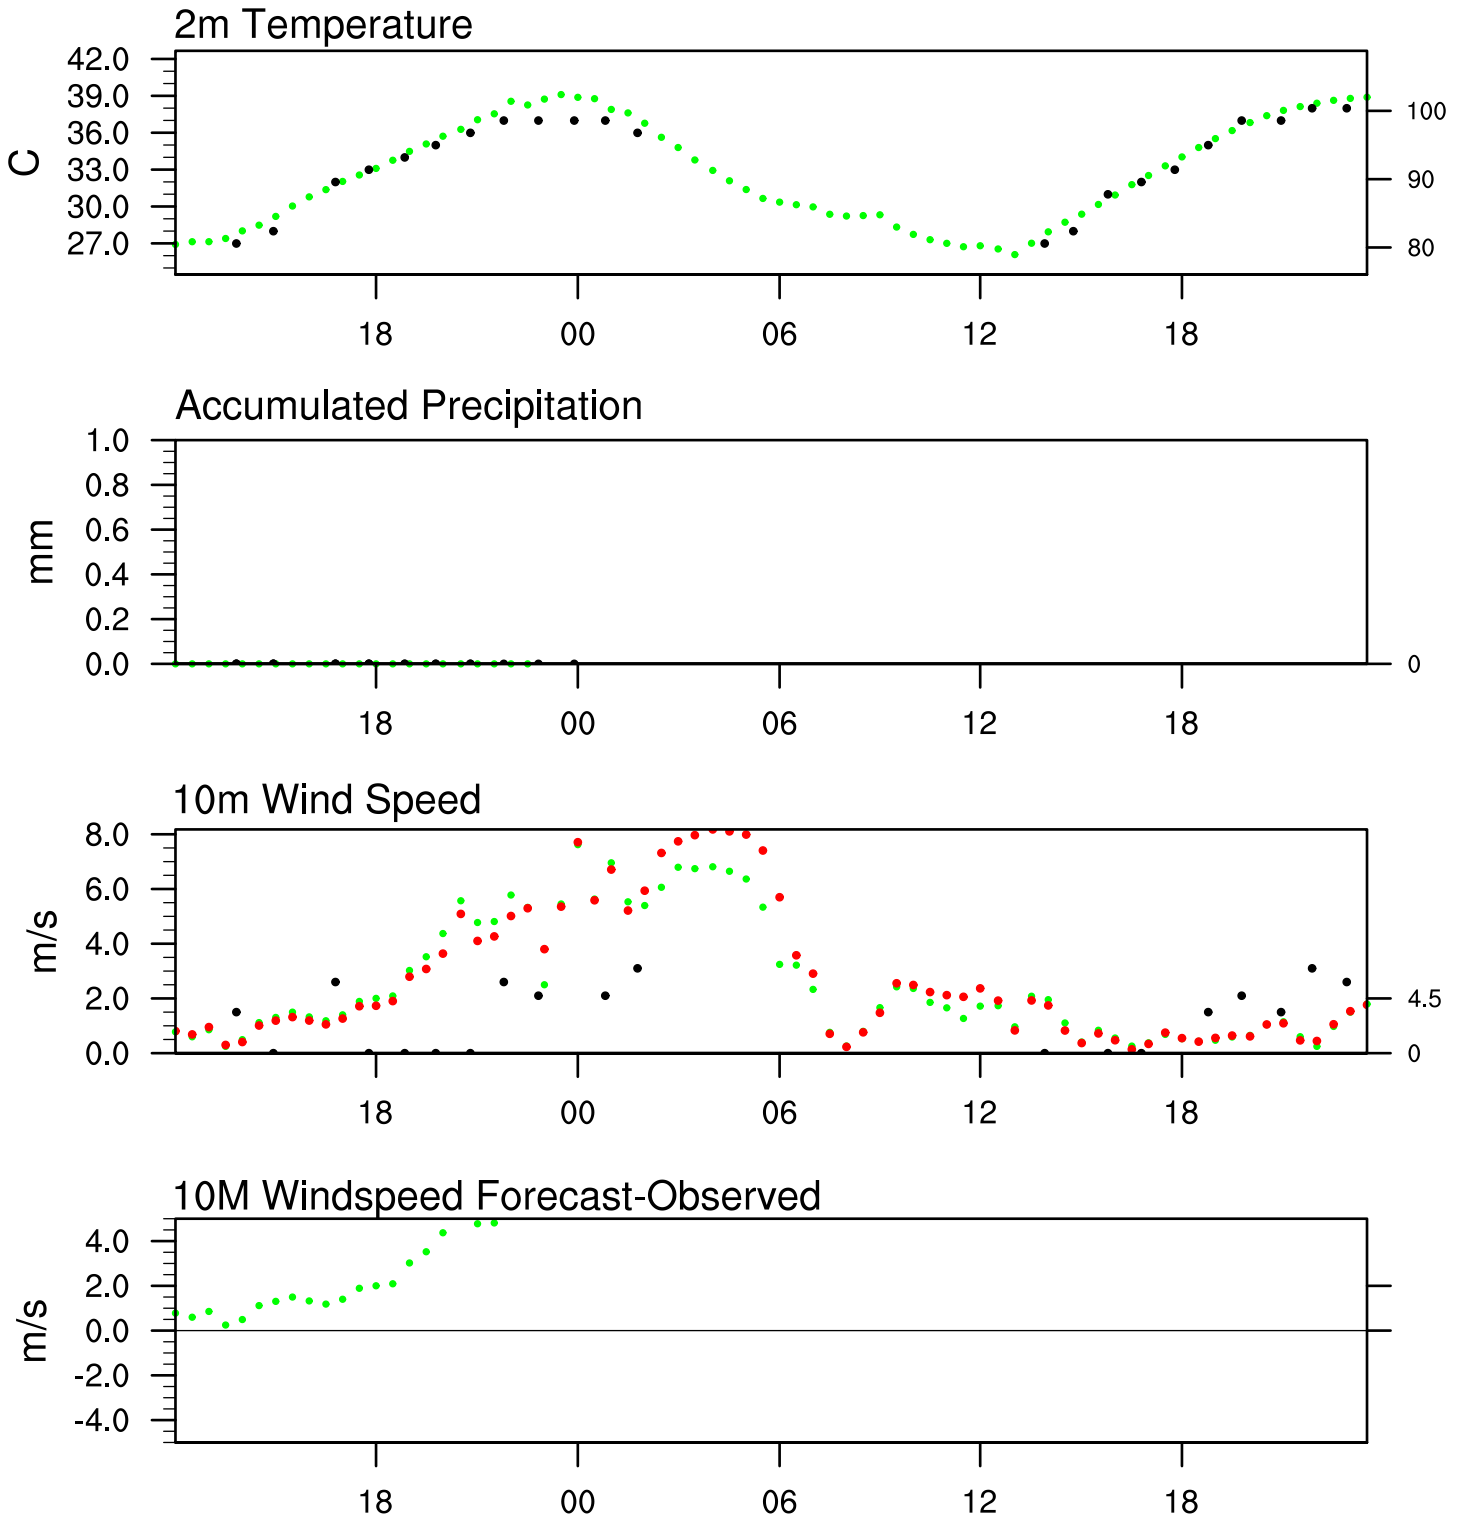 2m Temperature
42.0
39.0
36.0
33.0
30.0
27.0
C
100
90
80
18 00 06 12 18
Accumulated Precipitation
1.0
0.8
0.6
0.4
0.2
0.0
mm
0
18 00 06 12 18
10m Wind Speed
8.0
6.0
4.0
2.0
0.0
m/s
4.5
0
18 00 06 12 18
10M Windspeed Forecast-Observed
4.0
2.0
0.0
-2.0
-4.0
m/s
18 00 06 12 18